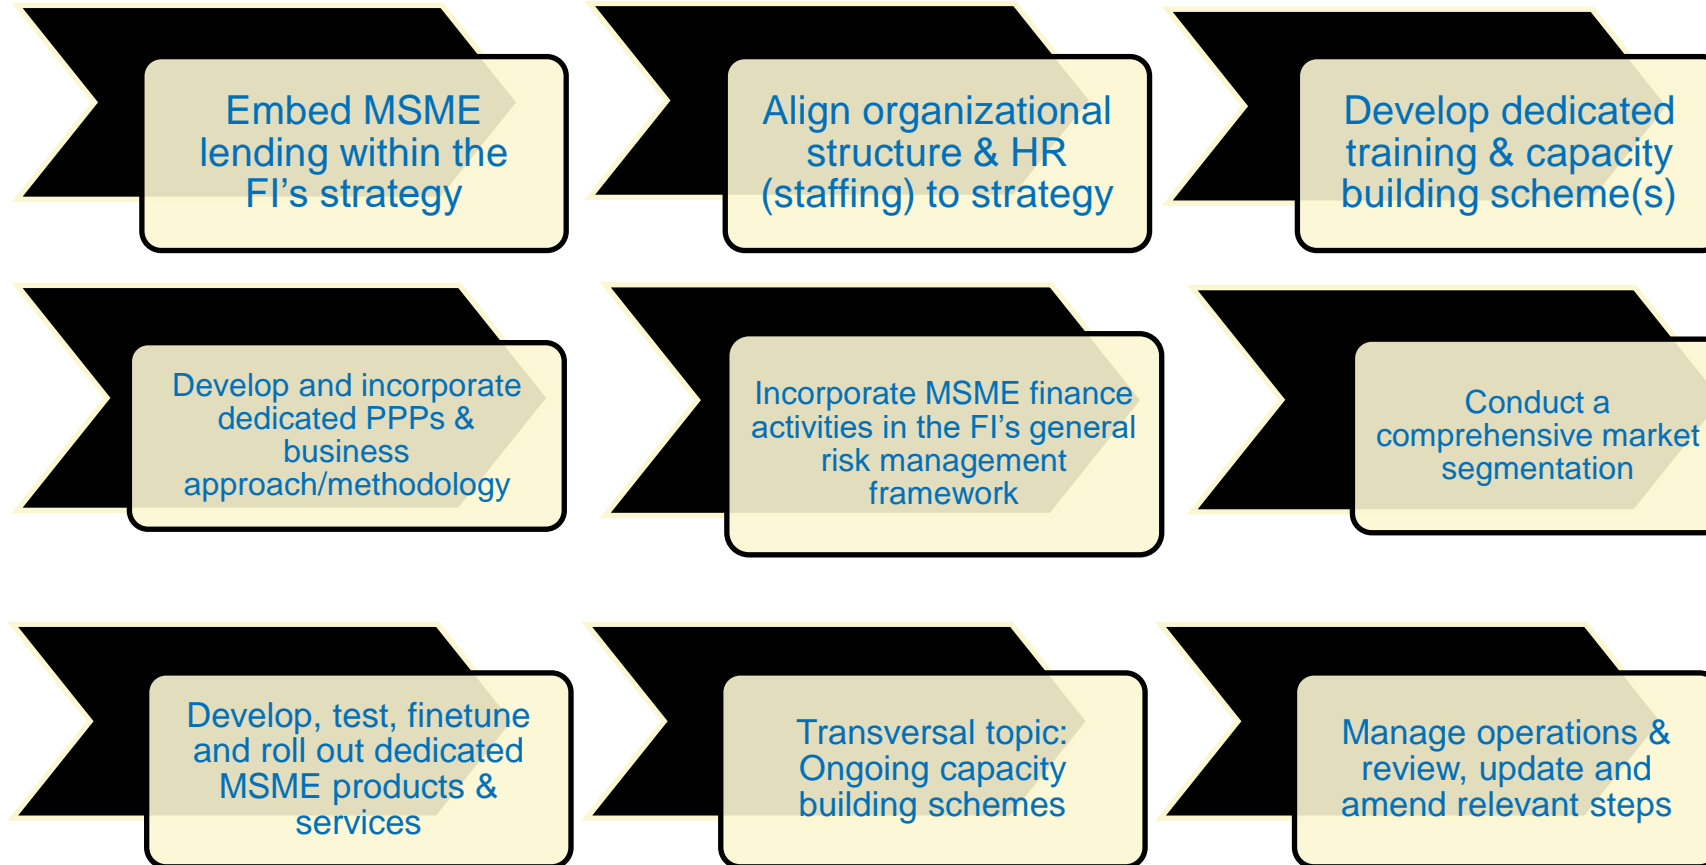 Embed MSME
lending within the
FI’s strategy
Align organizational
structure & HR
(staffing) to strategy
Develop dedicated
training & capacity
building scheme(s)
Develop and incorporate
dedicated PPPs &
business
approach/methodology
Incorporate MSME finance
activities in the FI’s general
risk management
framework
Conduct a
comprehensive market
segmentation
Develop, test, finetune
and roll out dedicated
MSME products &
services
Transversal topic:
Ongoing capacity
building schemes
Manage operations &
review, update and
amend relevant steps